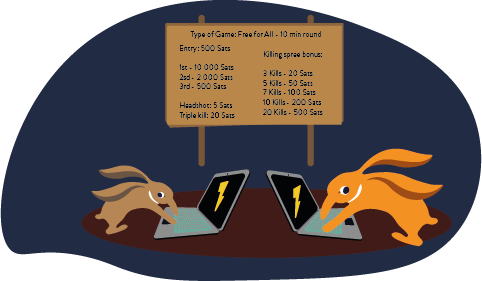 Type of Game: Free for All - 10 min round
Entry: 500 Sats
1st - 10 000 Sats
2nd - 2 000 Sats
3rd - 500 Sats
Headshot: 5 Sats
Triple kill: 20 Sats
Killing spree bonus:
3 Kills - 20 Sats
5 Kills - 50 Sats
7 Kills - 100 Sats
10 Kills - 200 Sats
20 Kills - 500 Sats